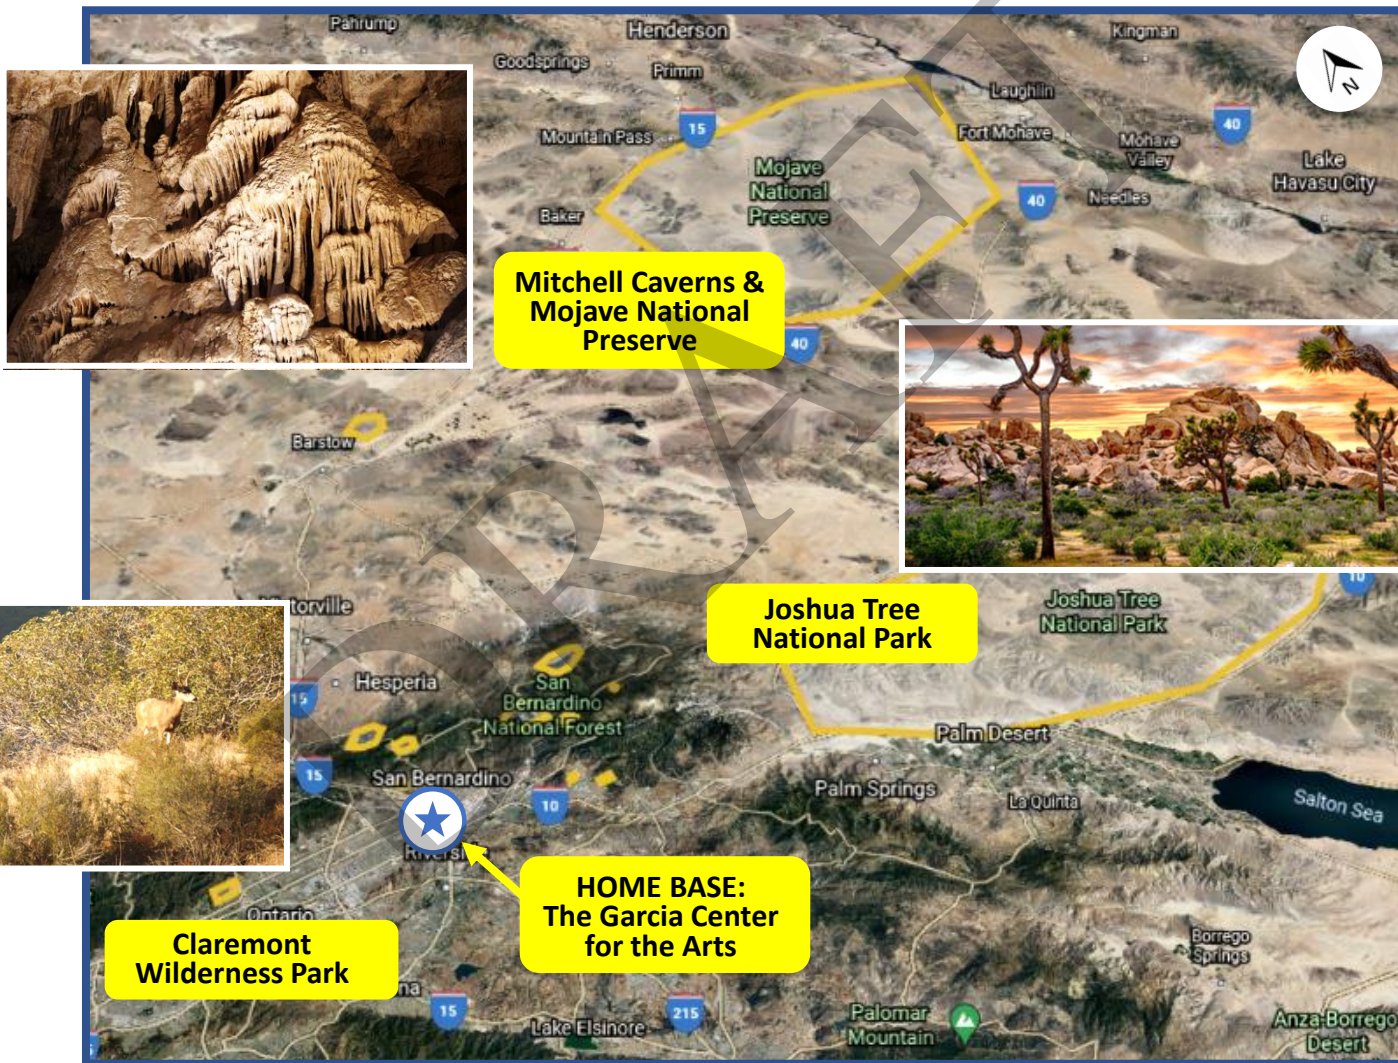 Pahrump
Henderson
Kingman
Goodsprings
Primm
N
Laughlin
15
40
Mountain Pass
Fort Mohave
Mohave
Valley
Lake
Havasu City
Mojave
National
Preserve
40
Needles
Baker
Mitchell Caverns &
Mojave National
Preserve
40
Barstow
10
torville
Joshua Tree
National Park
Joshua Tree
National Park
Hesperia
15
San
Bernardino
National Forest
Palm Desert
San Bernardino
15
10
Palm Springs
La Quinta
Salton Sea
HOME BASE:
The Garcia Center
for the Arts
Ontario
Claremont
Wilderness Park
Borrego
Springs
na
15
215
Lake Elsinore
Palomar
Mountain
Anza-Borrego
Desert
DRAFT